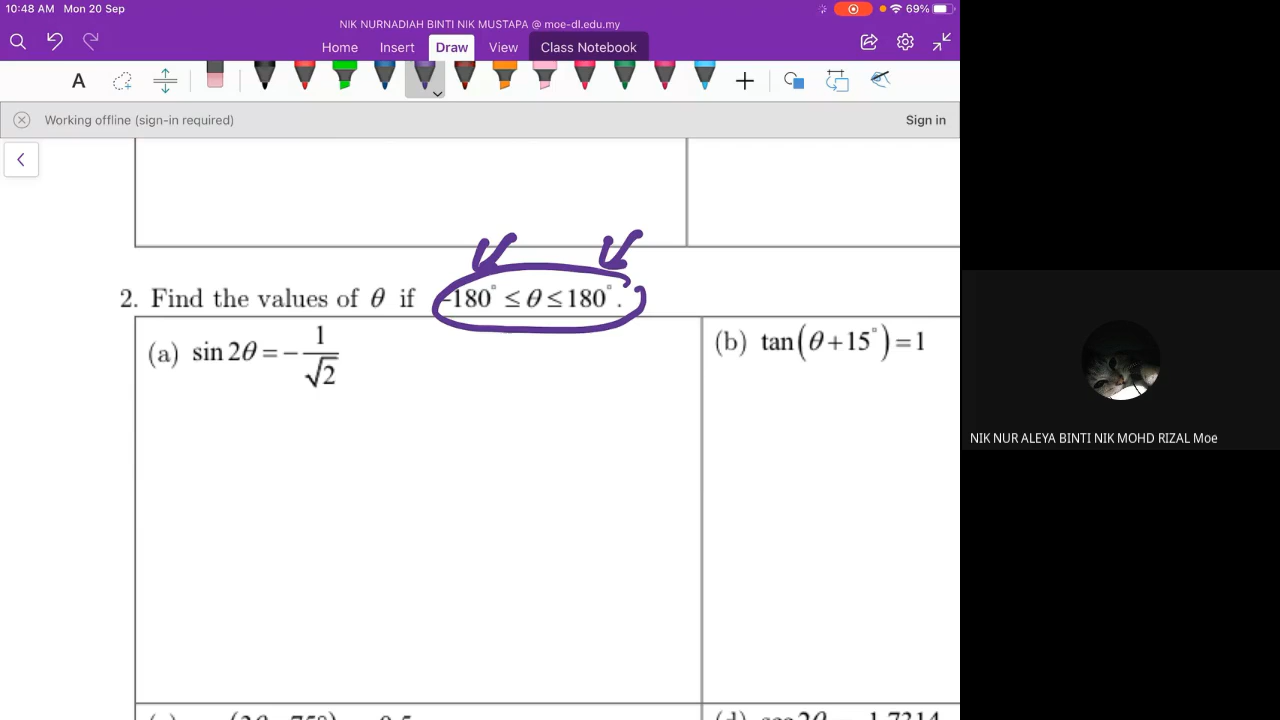 10:48 AM Mon 20 Sep
69%
NIK NURNADIAH BINTI NIK MUSTAPA @ moe-dl.edu.my
Home Insert Draw View Class Notebook
A
Working offline (sign-in required) Sign in
2. Find the values of θ if -180° ≤ θ ≤ 180°.
(a) sin 2θ = -1/√2
(b) tan(θ+15°) = 1
NIK NUR ALEYA BINTI NIK MOHD RIZAL Moe